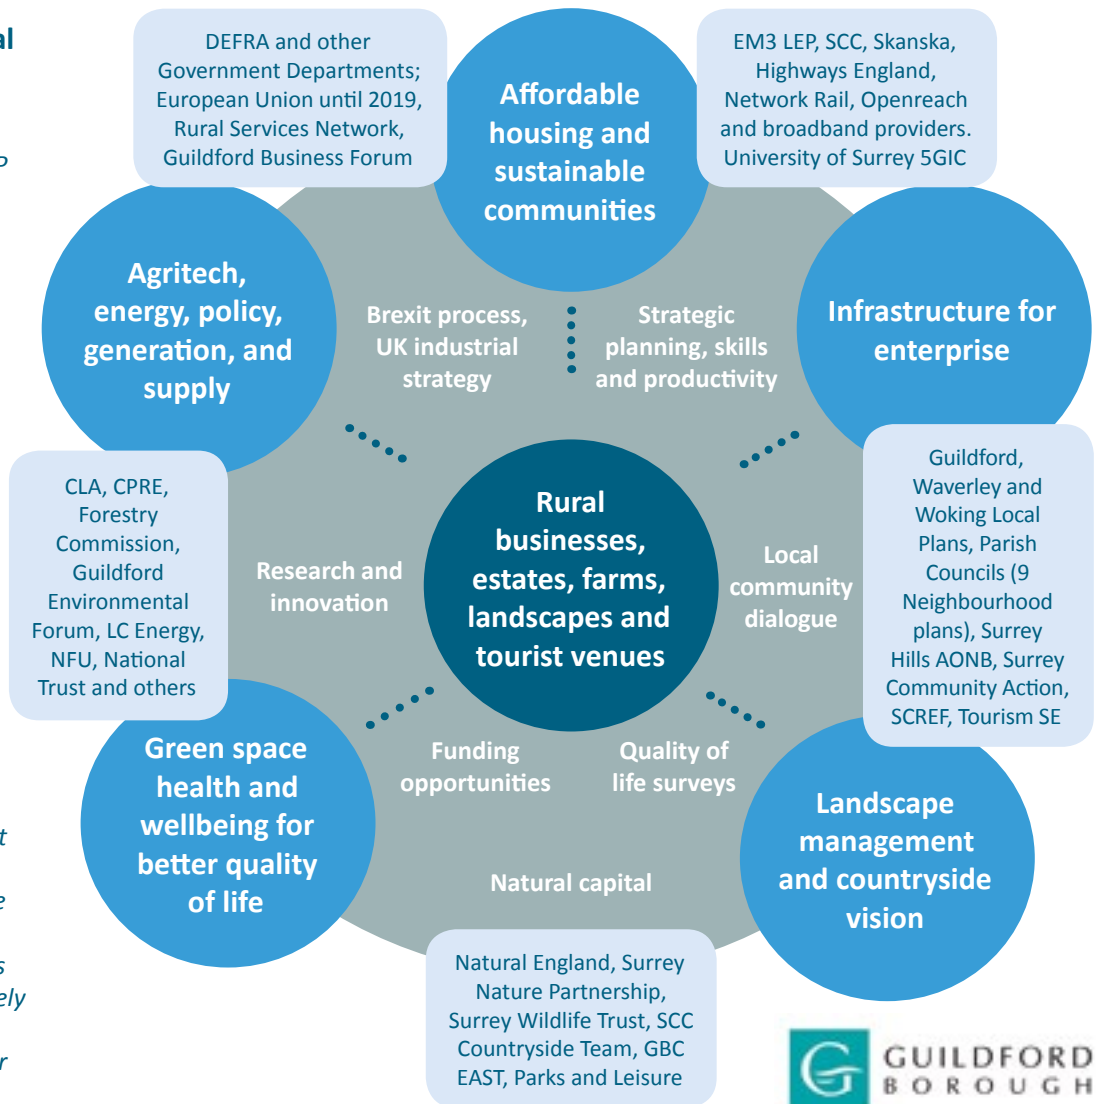 al
P
t
e
s
ely
r
DEFRA and other
Government Departments;
European Union until 2019,
Rural Services Network,
Guildford Business Forum
Affordable
housing and
sustainable
communities
EM3 LEP, SCC, Skanska,
Highways England,
Network Rail, Openreach
and broadband providers.
University of Surrey 5GIC
Agritech,
energy, policy,
generation, and
supply
Brexit process,
UK industrial
strategy
Strategic
planning, skills
and productivity
Infrastructure for
enterprise
CLA, CPRE,
Forestry
Commission,
Guildford
Environmental
Forum, LC Energy,
NFU, National
Trust and others
Research and
innovation
Rural
businesses,
estates, farms,
landscapes and
tourist venues
Local
community
dialogue
Guildford,
Waverley and
Woking Local
Plans, Parish
Councils (9
Neighbourhood
plans), Surrey
Hills AONB, Surrey
Community Action,
SCREF, Tourism SE
Green space
health and
wellbeing for
better quality
of life
Funding
opportunities
Quality of
life surveys
Landscape
management
and countryside
vision
Natural capital
Natural England, Surrey
Nature Partnership,
Surrey Wildlife Trust, SCC
Countryside Team, GBC
EAST, Parks and Leisure
GUILDFORD
BOROUGH